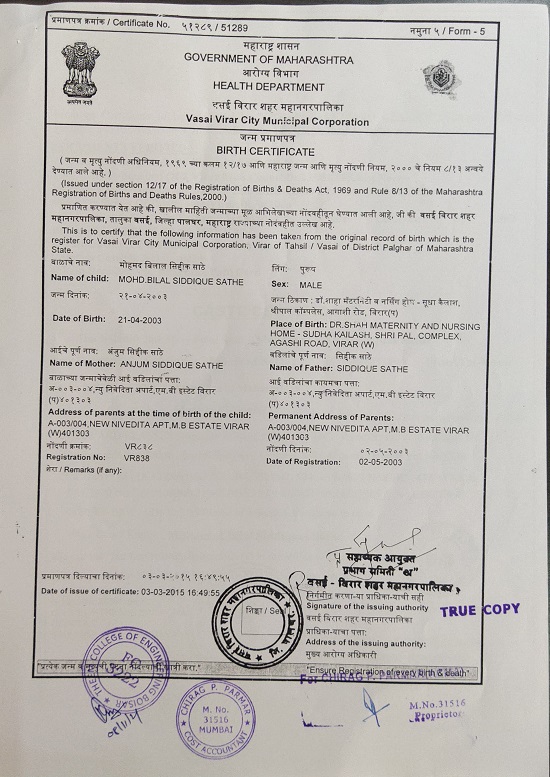 प्रमाणपत्र क्रमांक / Certificate No. ५१२८९ / 51289
नमुना ५ / Form - 5
महाराष्ट्र शासन
GOVERNMENT OF MAHARASHTRA
आरोग्य विभाग
HEALTH DEPARTMENT
वसई विरार शहर महानगरपालिका
Vasai Virar City Municipal Corporation
जन्म प्रमाणपत्र
BIRTH CERTIFICATE
( जन्म व मृत्यु नोंदणी अधिनियम, १९६९ च्या कलम १२/१७ आणि महाराष्ट्र जन्म आणि मृत्यु नोंदणी नियम, २००० चे नियम ८/१३ अन्वये
देण्यात आले आहे. )
(Issued under section 12/17 of the Registration of Births & Deaths Act, 1969 and Rule 8/13 of the Maharashtra
Registration of Births and Deaths Rules,2000.)
प्रमाणित करण्यात येत आहे की, खालील माहिती जन्माच्या मूळ अभिलेखाच्या नोंदवहीतून घेण्यात आली आहे, जी की वसई विरार शहर
महानगरपालिका, तालुका वसई, जिल्हा पालघर, महाराष्ट्र राज्याच्या नोंदवहीत उल्लेख आहे.
This is to certify that the following information has been taken from the original record of birth which is the
register for Vasai Virar City Municipal Corporation, Virar of Tahsil / Vasai of District Palghar of Maharashtra
State.
बाळाचे नाव: मोहमद बिलाल सिद्दीक साठे
लिंग: पुरुष
Name of child: MOHD.BILAL SIDDIQUE SATHE
Sex: MALE
जन्म दिनांक: २१-०४-२००३
जन्म ठिकाण : डॉ.शाहा मॅटरनिटी व नर्सिंग होम - सुधा कैलाश,
श्रीपाल कॉम्पलेस, आगाशी रोड, विरार(प)
Date of Birth: 21-04-2003
Place of Birth: DR.SHAH MATERNITY AND NURSING
HOME - SUDHA KAILASH, SHRI PAL, COMPLEX,
AGASHI ROAD, VIRAR (W)
आईचे पूर्ण नाव: अंजुम सिद्दीक साठे
वडिलांचे पूर्ण नाव: सिद्दीक साठे
Name of Mother: ANJUM SIDDIQUE SATHE
Name of Father: SIDDIQUE SATHE
बाळाच्या जन्माचेवेळी आई वडिलांचा पत्ता:
अ-००३/००४,न्यु निवेदिता अपार्ट,एम.बी इस्टेट विरार
(प)४०१३०३
आई वडिलांचा कायमचा पत्ता:
अ-००३/००४,न्यु निवेदिता अपार्ट,एम.बी इस्टेट विरार
(प)४०१३०३
Address of parents at the time of birth of the child:
A-003/004,NEW NIVEDITA APT,M.B ESTATE VIRAR
(W)401303
Permanent Address of Parents:
A-003/004,NEW NIVEDITA APT,M.B ESTATE VIRAR
(W)401303
नोंदणी क्रमांक: VR८३८
नोंदणी दिनांक: ०२-०५-२००३
Registration No: VR838
Date of Registration: 02-05-2003
शेरा / Remarks (if any):
सहाय्यक आयुक्त
प्रभाग समिती
वसई - विरार शहर महानगरपालिका
प्रमाणपत्र दिल्याचा दिनांक: ०३-०३-२०१५ १६:४९:५५
Date of issue of certificate: 03-03-2015 16:49:55
शिक्का / Se
निर्गमीत करणा-या प्राधिका-याची सही
Signature of the issuing authority
TRUE COPY
वसई विरार शहर महानगरपालिका
प्राधिका-याचा पत्ता:
Address of the issuing authority:
मुख्य आरोग्य अधिकारी
"Ensure Registration of every birth & death"
For CHIRAG P. PARMAR
COLLEGE OF ENGINEERING BOISAR
CHIRAG P. PARMAR
M. No.
31516
MUMBAI
COST ACCOUNTANT
M.No.31516
Proprietor